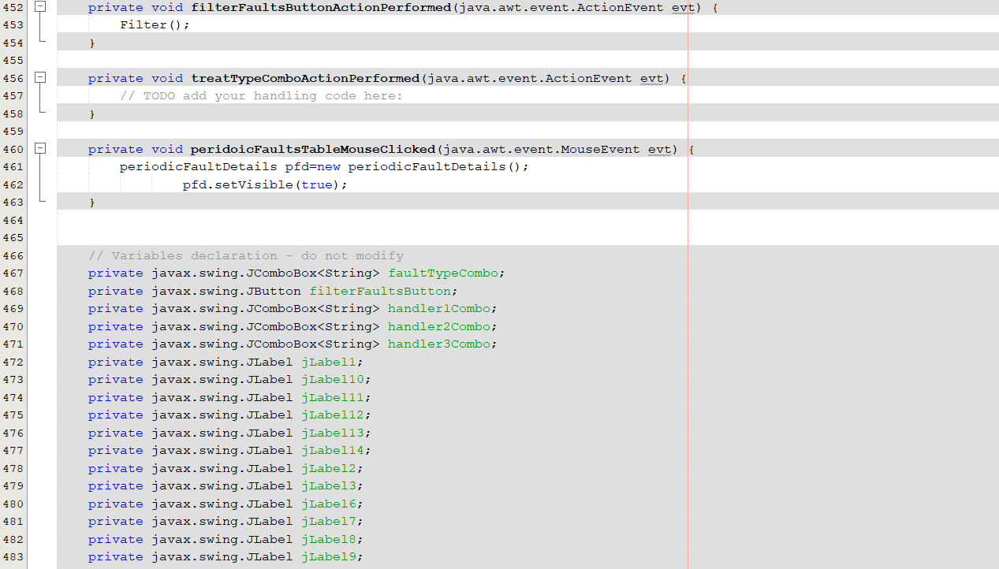 452 private void filterFaultsButtonActionPerformed(java.awt.event.ActionEvent evt) {
453 Filter();
454 }
455
456 private void treatTypeComboActionPerformed(java.awt.event.ActionEvent evt) {
457 // TODO add your handling code here:
458 }
459
460 private void peridoicFaultsTableMouseClicked(java.awt.event.MouseEvent evt) {
461 periodicFaultDetails pfd=new periodicFaultDetails();
462 pfd.setVisible(true);
463 }
464
465
466 // Variables declaration - do not modify
467 private javax.swing.JComboBox<String> faultTypeCombo;
468 private javax.swing.JButton filterFaultsButton;
469 private javax.swing.JComboBox<String> handler1Combo;
470 private javax.swing.JComboBox<String> handler2Combo;
471 private javax.swing.JComboBox<String> handler3Combo;
472 private javax.swing.JLabel jLabel1;
473 private javax.swing.JLabel jLabel10;
474 private javax.swing.JLabel jLabel11;
475 private javax.swing.JLabel jLabel12;
476 private javax.swing.JLabel jLabel13;
477 private javax.swing.JLabel jLabel14;
478 private javax.swing.JLabel jLabel2;
479 private javax.swing.JLabel jLabel3;
480 private javax.swing.JLabel jLabel6;
481 private javax.swing.JLabel jLabel7;
482 private javax.swing.JLabel jLabel8;
483 private javax.swing.JLabel jLabel9;